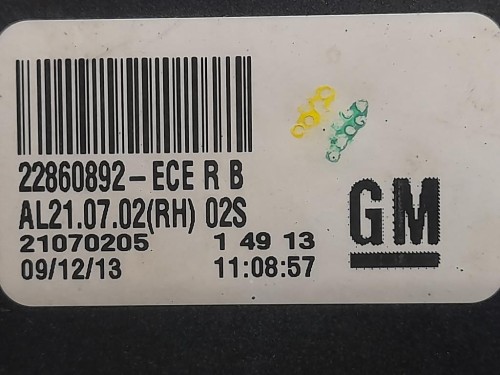 22860892-ECE R B
AL21.07.02(RH) 02S
21070205 1 49 13
09/12/13 11:08:57
GM